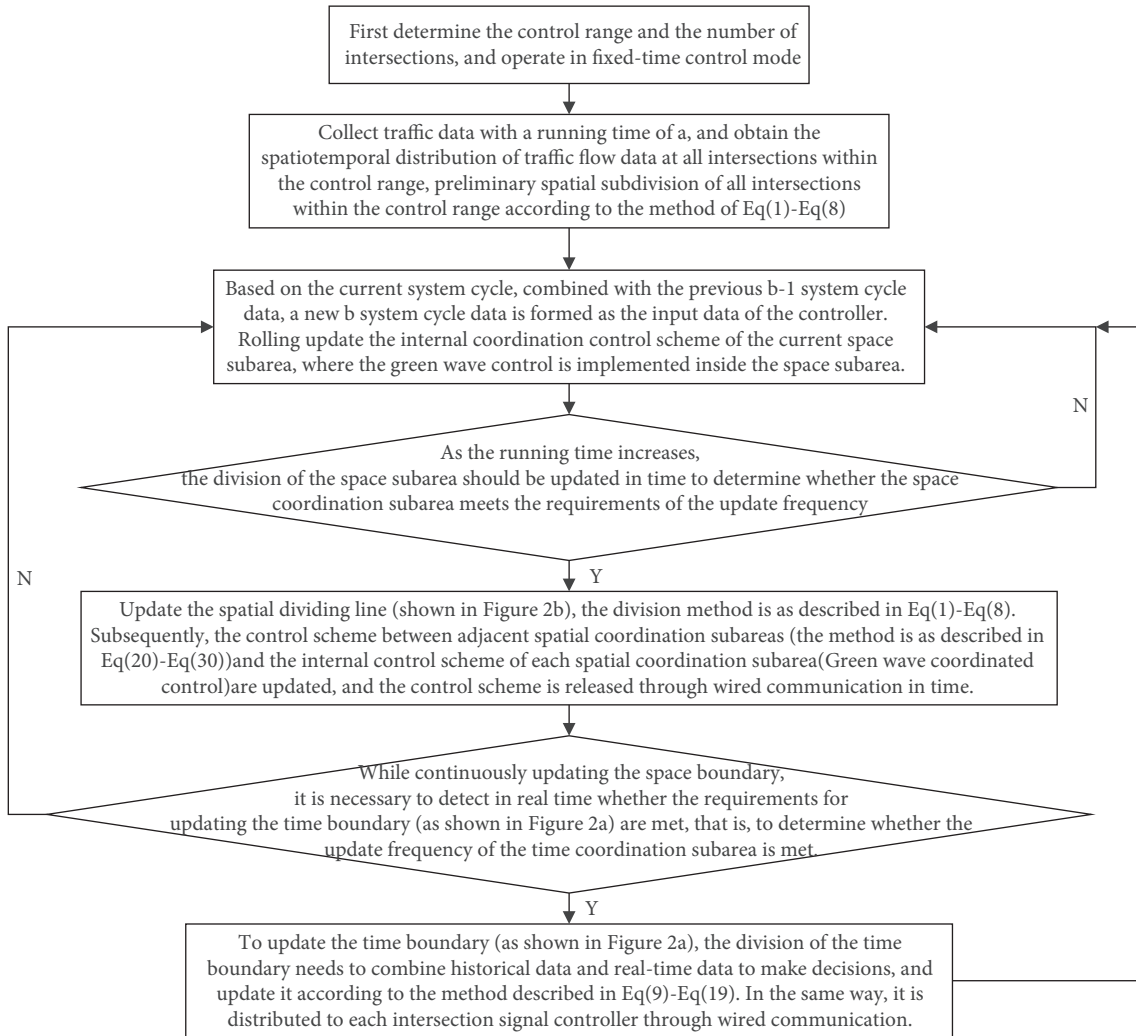 First determine the control range and the number of
intersections, and operate in fixed-time control mode
Collect traffic data with a running time of a, and obtain the
spatiotemporal distribution of traffic flow data at all intersections within
the control range, preliminary spatial subdivision of all intersections
within the control range according to the method of Eq(1)-Eq(8)
Based on the current system cycle, combined with the previous b-1 system cycle
data, a new b system cycle data is formed as the input data of the controller.
Rolling update the internal coordination control scheme of the current space
subarea, where the green wave control is implemented inside the space subarea.
N
As the running time increases,
the division of the space subarea should be updated in time to determine whether the space
coordination subarea meets the requirements of the update frequency
N
Y
Update the spatial dividing line (shown in Figure 2b), the division method is as described in Eq(1)-Eq(8).
Subsequently, the control scheme between adjacent spatial coordination subareas (the method is as described in
Eq(20)-Eq(30))and the internal control scheme of each spatial coordination subarea(Green wave coordinated
control)are updated, and the control scheme is released through wired communication in time.
While continuously updating the space boundary,
it is necessary to detect in real time whether the requirements for
updating the time boundary (as shown in Figure 2a) are met, that is, to determine whether the
update frequency of the time coordination subarea is met.
Y
To update the time boundary (as shown in Figure 2a), the division of the time
boundary needs to combine historical data and real-time data to make decisions, and
update it according to the method described in Eq(9)-Eq(19). In the same way, it is
distributed to each intersection signal controller through wired communication.